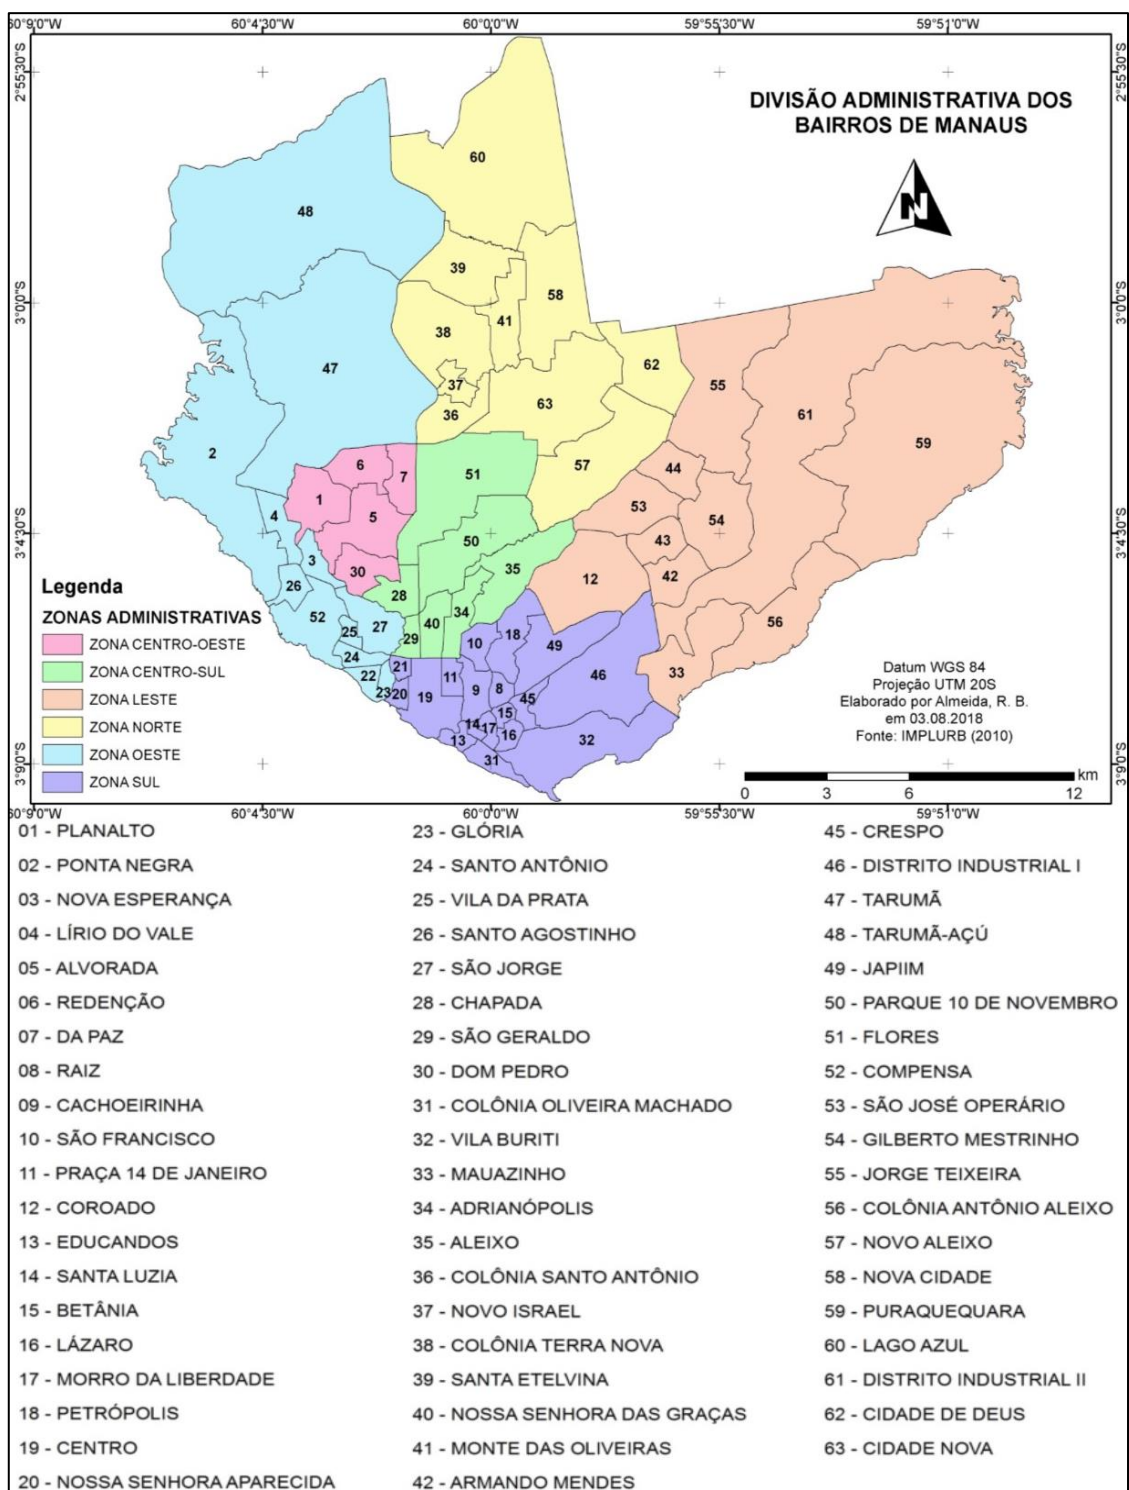 60°9'0"W 60°4'30"W 60°0'0"W 59°55'30"W 59°51'0"W
2°55'30"S 2°55'30"S
DIVISÃO ADMINISTRATIVA DOS
BAIRROS DE MANAUS
N
60
48
39
58
3°0'0"S 3°0'0"S
41
38
62
47
37
55
63
36
61
59
2
6
51
57
7
44
1
53
4
5
54
3°4'30"S 3°4'30"S
50
43
3
35
30
42
12
26
28
34
52
56
40
27
25
18
29
10
49
24
21
33
22
11
46
23
20
19
9
8
45
15
14
17
16
13
32
31
Legenda
ZONAS ADMINISTRATIVAS
ZONA CENTRO-OESTE
ZONA CENTRO-SUL
ZONA LESTE
ZONA NORTE
ZONA OESTE
ZONA SUL
Datum WGS 84
Projeção UTM 20S
Elaborado por Almeida, R. B.
em 03.08.2018
Fonte: IMPLURB (2010)
3°9'0"S 3°9'0"S
km
0 3 6 12
60°9'0"W 60°4'30"W 60°0'0"W 59°55'30"W 59°51'0"W
01 - PLANALTO
02 - PONTA NEGRA
03 - NOVA ESPERANÇA
04 - LÍRIO DO VALE
05 - ALVORADA
06 - REDENÇÃO
07 - DA PAZ
08 - RAIZ
09 - CACHOEIRINHA
10 - SÃO FRANCISCO
11 - PRAÇA 14 DE JANEIRO
12 - COROADO
13 - EDUCANDOS
14 - SANTA LUZIA
15 - BETÂNIA
16 - LÁZARO
17 - MORRO DA LIBERDADE
18 - PETRÓPOLIS
19 - CENTRO
20 - NOSSA SENHORA APARECIDA
23 - GLÓRIA
24 - SANTO ANTÔNIO
25 - VILA DA PRATA
26 - SANTO AGOSTINHO
27 - SÃO JORGE
28 - CHAPADA
29 - SÃO GERALDO
30 - DOM PEDRO
31 - COLÔNIA OLIVEIRA MACHADO
32 - VILA BURITI
33 - MAUAZINHO
34 - ADRIANÓPOLIS
35 - ALEIXO
36 - COLÔNIA SANTO ANTÔNIO
37 - NOVO ISRAEL
38 - COLÔNIA TERRA NOVA
39 - SANTA ETELVINA
40 - NOSSA SENHORA DAS GRAÇAS
41 - MONTE DAS OLIVEIRAS
42 - ARMANDO MENDES
45 - CRESPO
46 - DISTRITO INDUSTRIAL I
47 - TARUMÃ
48 - TARUMÃ-AÇÚ
49 - JAPIIM
50 - PARQUE 10 DE NOVEMBRO
51 - FLORES
52 - COMPENSA
53 - SÃO JOSÉ OPERÁRIO
54 - GILBERTO MESTRINHO
55 - JORGE TEIXEIRA
56 - COLÔNIA ANTÔNIO ALEIXO
57 - NOVO ALEIXO
58 - NOVA CIDADE
59 - PURAQUEQUARA
60 - LAGO AZUL
61 - DISTRITO INDUSTRIAL II
62 - CIDADE DE DEUS
63 - CIDADE NOVA